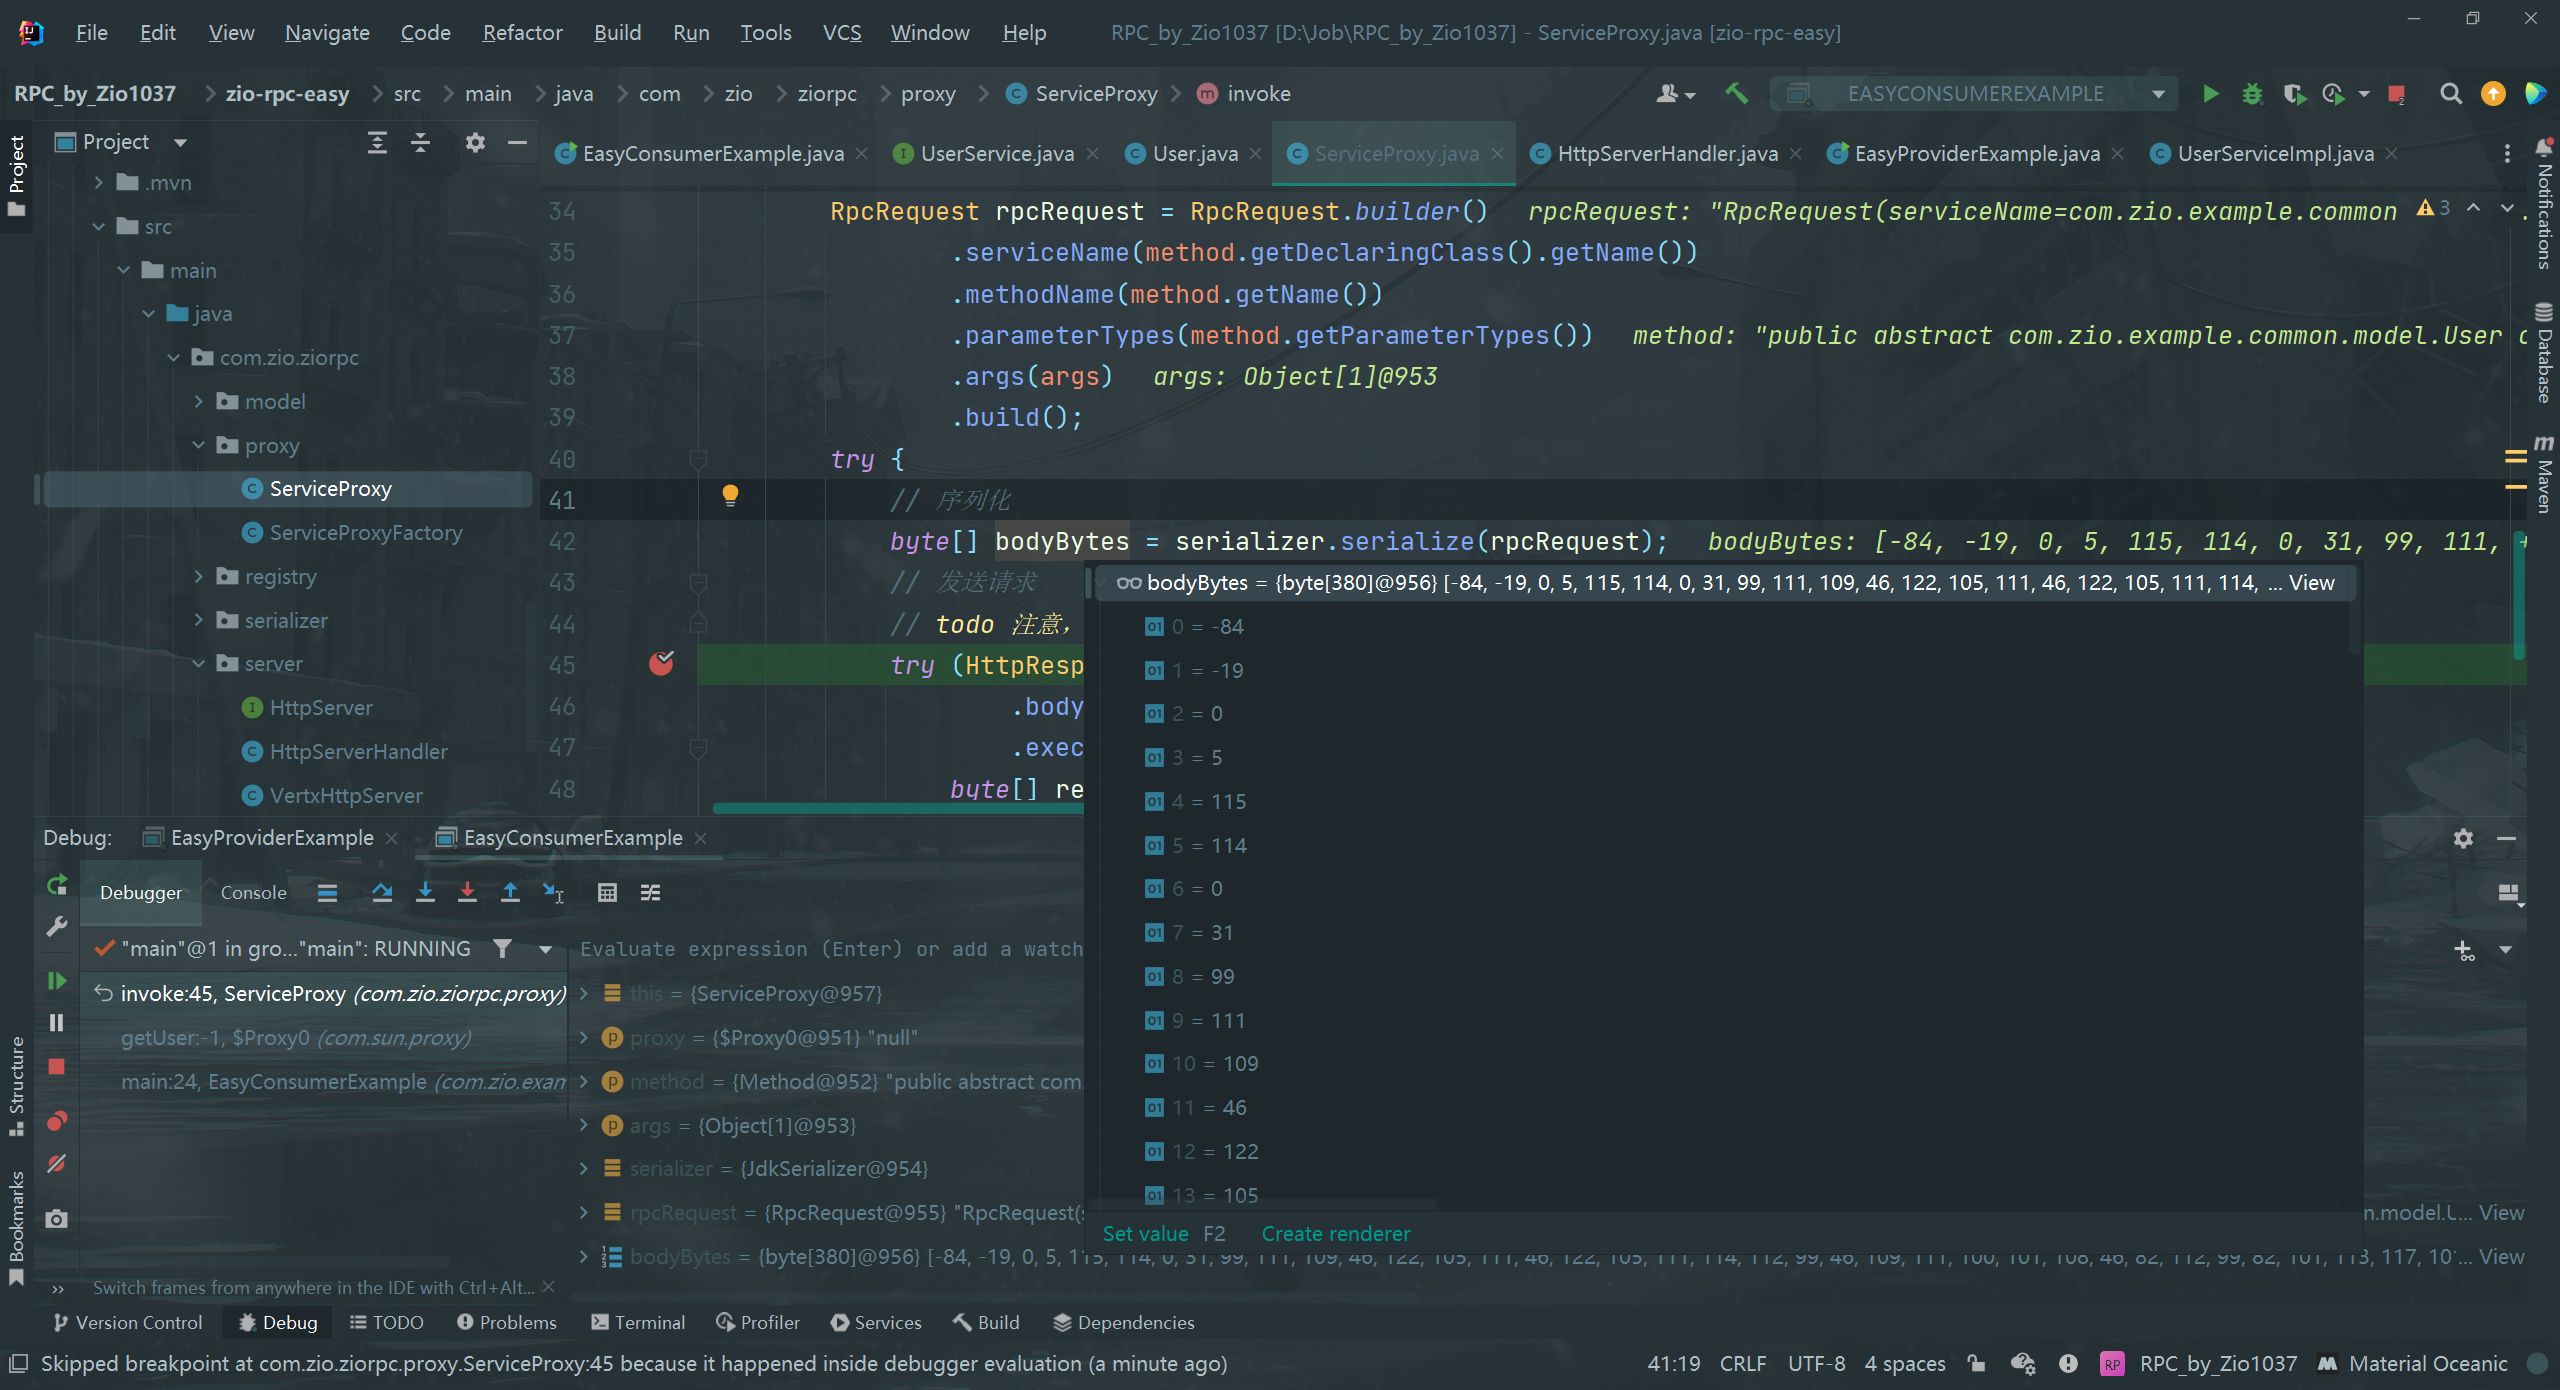 File Edit View Navigate Code Refactor Build Run Tools VCS Window Help RPC_by_Zio1037 [D:\Job\RPC_by_Zio1037] - ServiceProxy.java [zio-rpc-easy]
RPC_by_Zio1037 zio-rpc-easy src main java com zio ziorpc proxy ServiceProxy invoke EASYCONSUMEREXAMPLE
Project
EasyConsumerExample.java UserService.java User.java ServiceProxy.java HttpServerHandler.java EasyProviderExample.java UserServiceImpl.java
Project
.mvn
src
main
java
com.zio.ziorpc
model
proxy
ServiceProxy
ServiceProxyFactory
registry
serializer
server
HttpServer
HttpServerHandler
VertxHttpServer
34 RpcRequest rpcRequest = RpcRequest.builder() rpcRequest: "RpcRequest(serviceName=com.zio.example.common 3
35 .serviceName(method.getDeclaringClass().getName())
36 .methodName(method.getName())
37 .parameterTypes(method.getParameterTypes()) method: "public abstract com.zio.example.common.model.User c
38 .args(args) args: Object[1]@953
39 .build();
40 try {
41 // 序列化
42 byte[] bodyBytes = serializer.serialize(rpcRequest); bodyBytes: [-84, -19, 0, 5, 115, 114, 0, 31, 99, 111, +
43 // 发送请求
44 // todo 注意，
45 try (HttpResp
46 .body
47 .exec
48 byte[] re
bodyBytes = {byte[380]@956} [-84, -19, 0, 5, 115, 114, 0, 31, 99, 111, 109, 46, 122, 105, 111, 46, 122, 105, 111, 114, ... View
01 0 = -84
01 1 = -19
01 2 = 0
01 3 = 5
01 4 = 115
01 5 = 114
01 6 = 0
01 7 = 31
01 8 = 99
01 9 = 111
01 10 = 109
01 11 = 46
01 12 = 122
01 13 = 105
Set value F2 Create renderer
Notifications
Database
Maven
Debug: EasyProviderExample EasyConsumerExample
Debugger Console
"main"@1 in gro..."main": RUNNING
invoke:45, ServiceProxy (com.zio.ziorpc.proxy)
getUser:-1, $Proxy0 (com.sun.proxy)
main:24, EasyConsumerExample (com.zio.exam
Switch frames from anywhere in the IDE with Ctrl+Alt...
Evaluate expression (Enter) or add a watch
this = {ServiceProxy@957}
proxy = {$Proxy0@951} "null"
method = {Method@952} "public abstract com.
args = {Object[1]@953}
serializer = {JdkSerializer@954}
rpcRequest = {RpcRequest@955} "RpcRequest(s n.model.U... View
bodyBytes = {byte[380]@956} [-84, -19, 0, 5, 115, 114, 0, 31, 99, 111, 109, 46, 122, 105, 111, 46, 122, 105, 111, 114, 112, 99, 46, 109, 111, 100, 101, 108, 46, 82, 112, 99, 82, 101, 113, 117, 10... View
Structure
Bookmarks
Version Control Debug TODO Problems Terminal Profiler Services Build Dependencies
Skipped breakpoint at com.zio.ziorpc.proxy.ServiceProxy:45 because it happened inside debugger evaluation (a minute ago) 41:19 CRLF UTF-8 4 spaces RP RPC_by_Zio1037 Material Oceanic